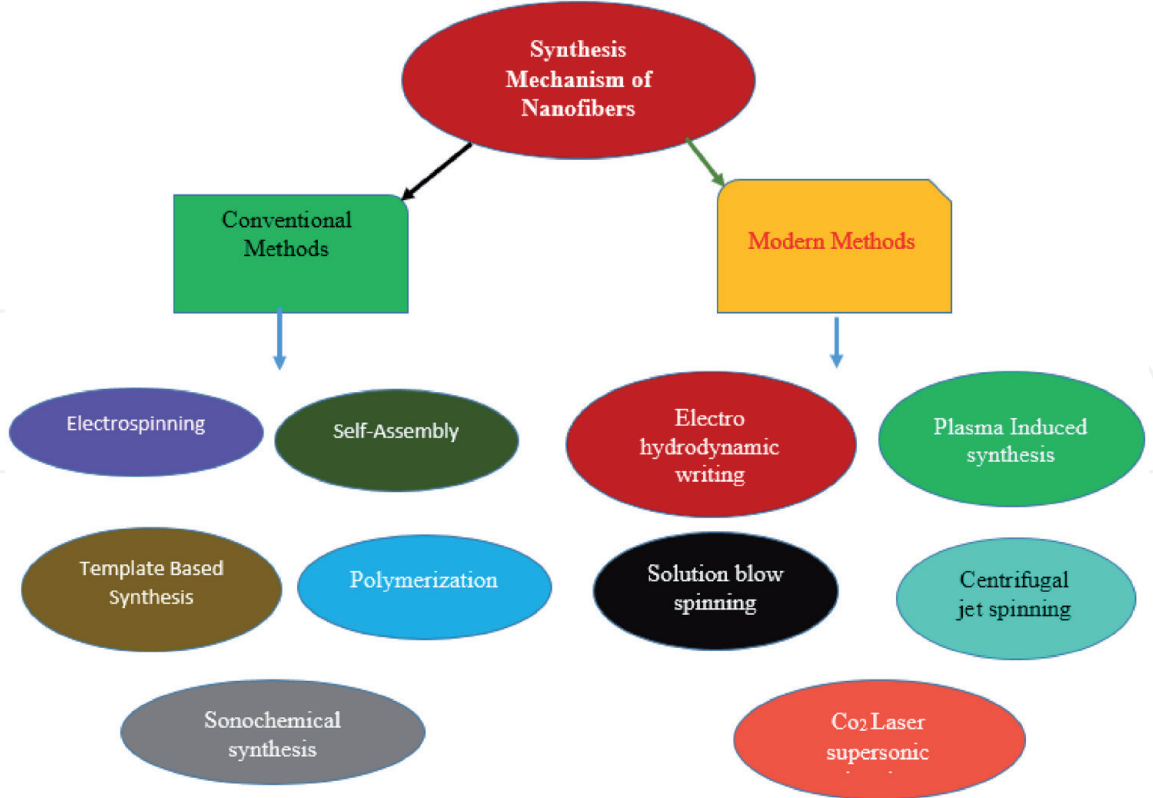 Synthesis
Mechanism of
Nanofibers
Conventional
Methods
Modern Methods
Electrospinning
Self-Assembly
Template Based
Synthesis
Polymerization
Sonochemical
synthesis
Electro
hydrodynamic
writing
Plasma Induced
synthesis
Solution blow
spinning
Centrifugal
jet spinning
Co2 Laser
supersonic